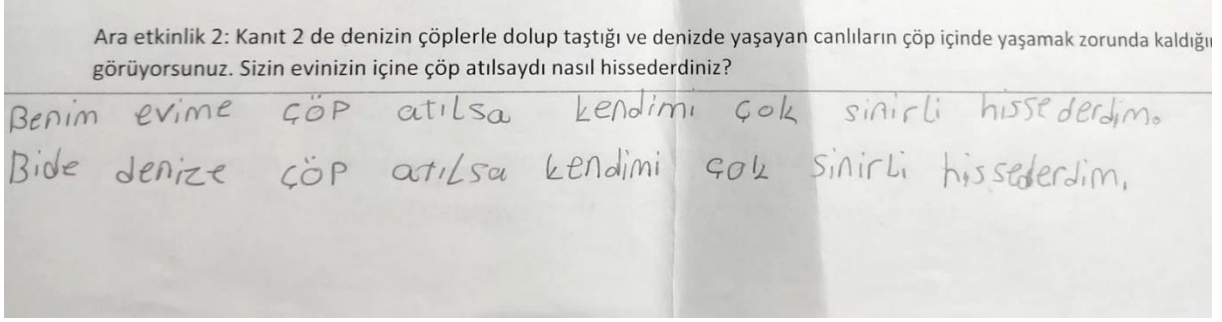 Ara etkinlik 2: Kanıt 2 de denizin çöplerle dolup taştığı ve denizde yaşayan canlıların çöp içinde yaşamak zorunda
görüyorsunuz. Sizin evinizin içine çöp atılsaydı nasıl hissederdiniz?
Benim evime çöp atılsa kendimi çok sinirli hissederdim.
Bide denize çöp atılsa kendimi çok sinirli hissederdim.